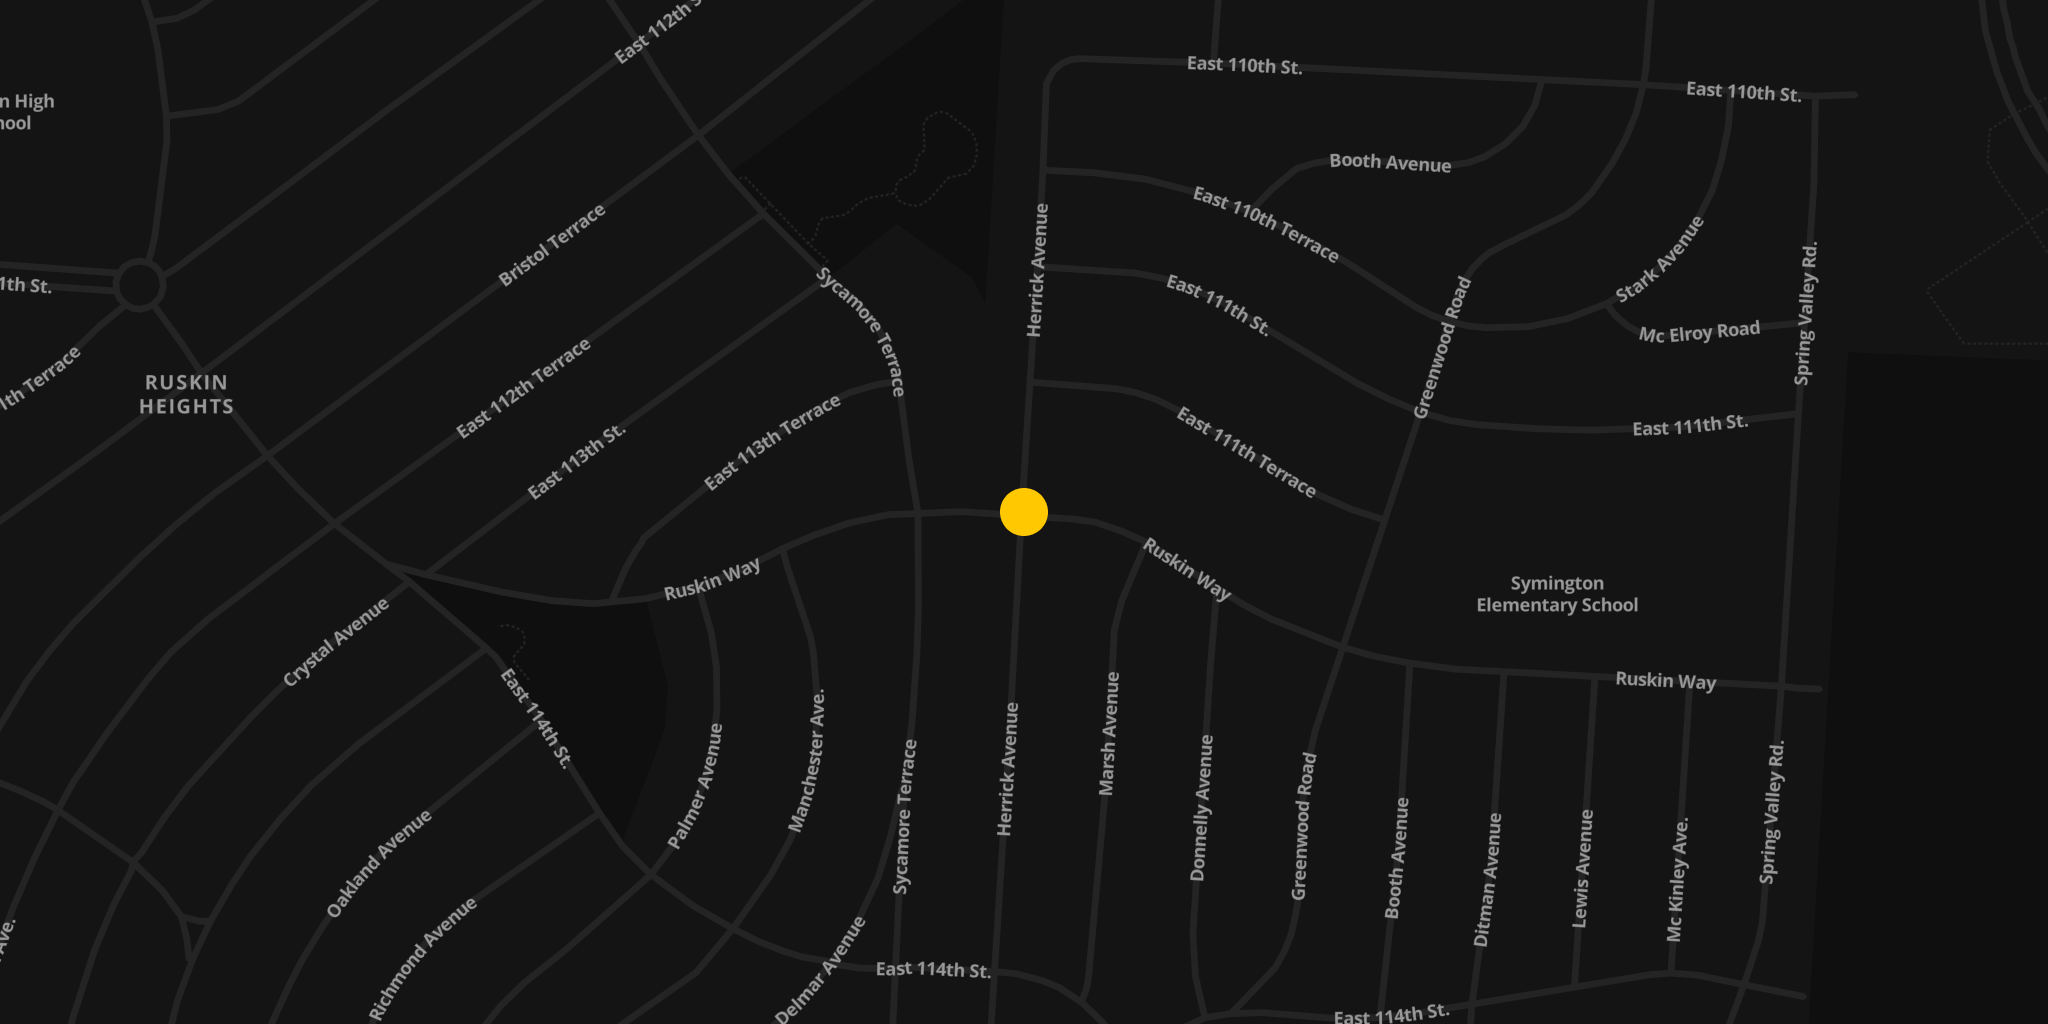 East 112th S
East 110th St.
East 110th St.
n High
hool
Booth Avenue
East 110th Terrace
Bristol Terrace
Herrick Avenue
Stark Avenue
Spring Valley Rd.
1th St.
Sycamore Terrace
East 111th St.
Greenwood Road
Mc Elroy Road
1th Terrace
RUSKIN
HEIGHTS
East 112th Terrace
East 113th Terrace
East 113th St.
East 111th Terrace
East 111th St.
Ruskin Way
Ruskin Way
Symington
Elementary School
Crystal Avenue
East 114th St.
Ruskin Way
Palmer Avenue
Manchester Ave.
Sycamore Terrace
Herrick Avenue
Marsh Avenue
Donnelly Avenue
Greenwood Road
Booth Avenue
Ditman Avenue
Lewis Avenue
Mc Kinley Ave.
Spring Valley Rd.
Oakland Avenue
Richmond Avenue
Ave.
Delmar Avenue
East 114th St.
East 114th St.